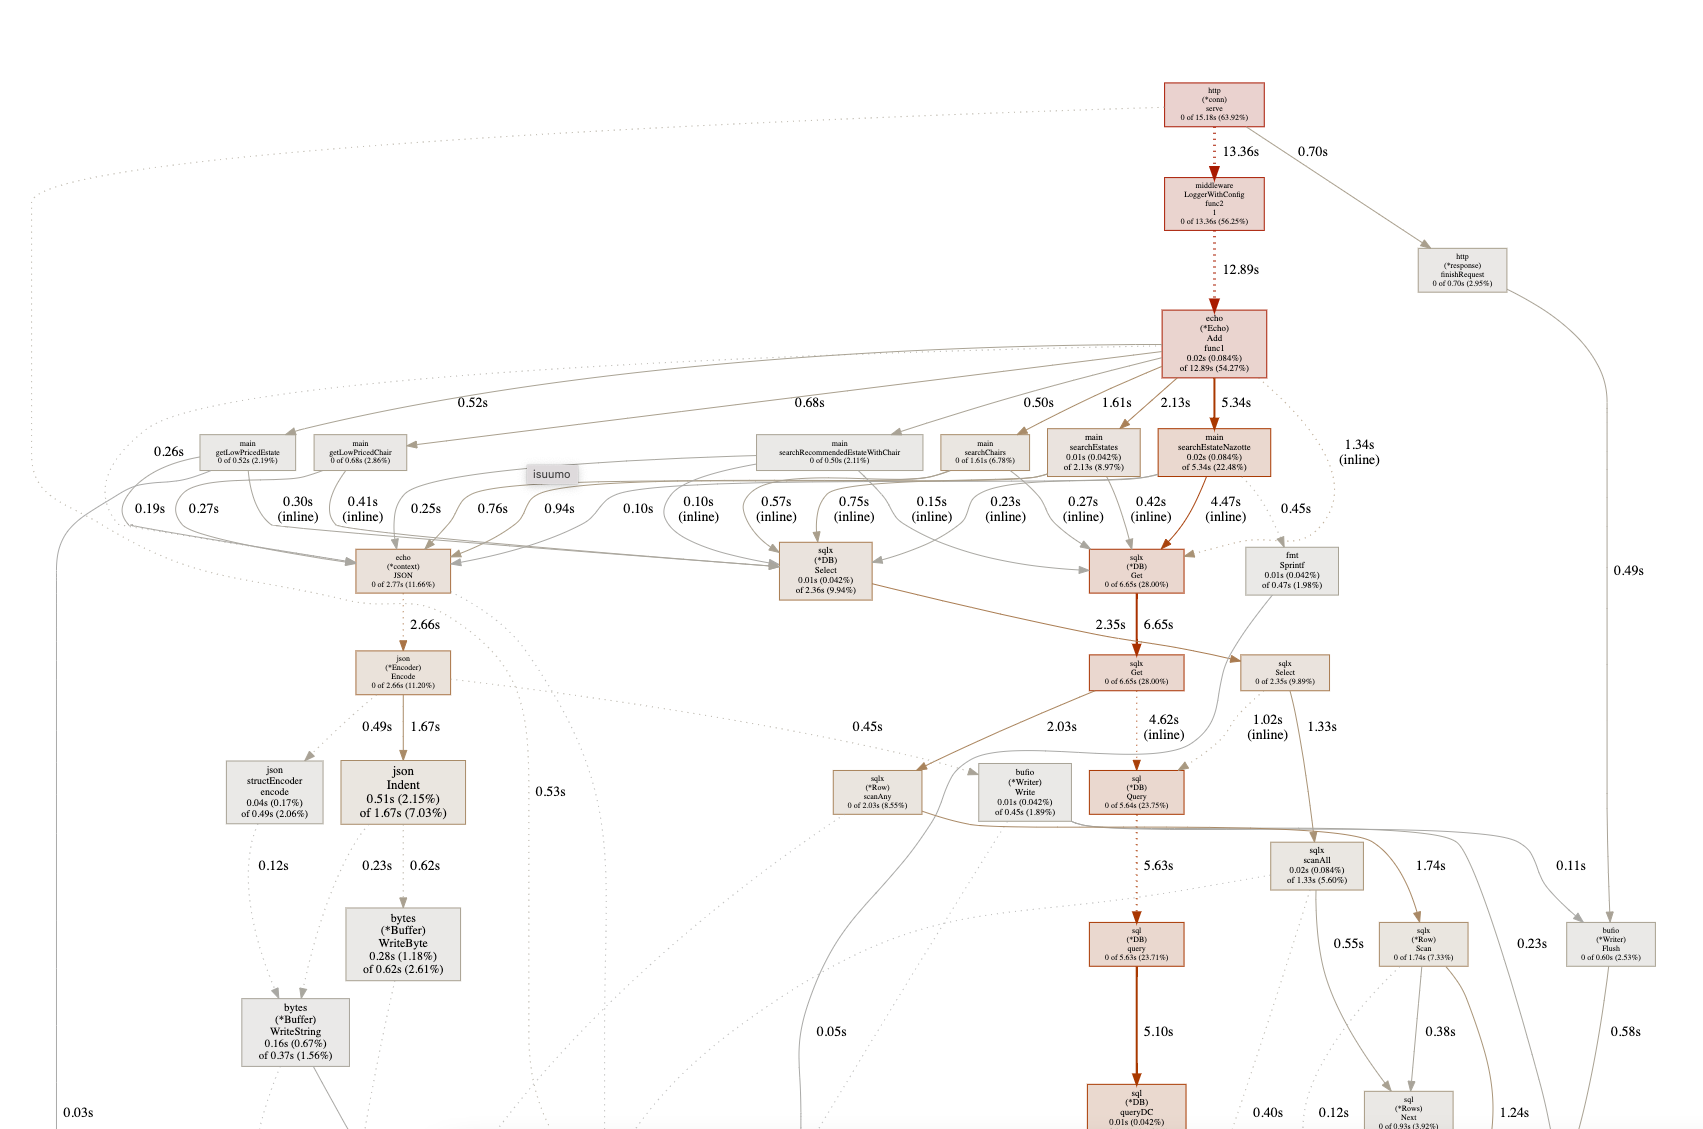 http
(*conn)
serve
0 of 15.18s (63.92%)
13.36s
0.70s
middleware
LoggerWithConfig
func2
1
0 of 13.36s (56.25%)
12.89s
http
(*response)
finishRequest
0 of 0.70s (2.95%)
echo
(*Echo)
Add
func1
0.02s (0.084%)
of 12.89s (54.27%)
0.52s
0.68s
0.50s
1.61s
2.13s
5.34s
1.34s
(inline)
main
getLowPricedEstate
0 of 0.52s (2.19%)
main
getLowPricedChair
0 of 0.68s (2.86%)
main
searchRecommendedEstateWithChair
0 of 0.50s (2.11%)
main
searchChairs
0 of 1.61s (6.78%)
main
searchEstates
0.01s (0.042%)
of 2.13s (8.97%)
main
searchEstateNazotte
0.02s (0.084%)
of 5.34s (22.48%)
0.26s
isuumo
0.19s
0.27s
0.30s
(inline)
0.41s
(inline)
0.25s
0.76s
0.94s
0.10s
0.10s
(inline)
0.57s
(inline)
0.75s
(inline)
0.15s
(inline)
0.23s
(inline)
0.27s
(inline)
0.42s
(inline)
4.47s
(inline)
0.45s
0.49s
echo
(*context)
JSON
0 of 2.77s (11.66%)
sqlx
(*DB)
Select
0.01s (0.042%)
of 2.36s (9.94%)
sqlx
(*DB)
Get
0 of 6.65s (28.00%)
fmt
Sprintf
0.01s (0.042%)
of 0.47s (1.98%)
2.66s
2.35s
6.65s
json
(*Encoder)
Encode
0 of 2.66s (11.20%)
sqlx
Get
0 of 6.65s (28.00%)
sqlx
Select
0 of 2.35s (9.89%)
0.49s
1.67s
0.45s
2.03s
4.62s
(inline)
1.02s
(inline)
1.33s
json
structEncoder
encode
0.04s (0.17%)
of 0.49s (2.06%)
json
Indent
0.51s (2.15%)
of 1.67s (7.03%)
0.53s
sqlx
(*Row)
scanAny
0 of 2.03s (8.55%)
bufio
(*Writer)
Write
0.01s (0.042%)
of 0.45s (1.89%)
sql
(*DB)
Query
0 of 5.64s (23.75%)
0.12s
0.23s
0.62s
5.63s
sqlx
scanAll
0.02s (0.084%)
of 1.33s (5.60%)
1.74s
0.11s
bytes
(*Buffer)
WriteByte
0.28s (1.18%)
of 0.62s (2.61%)
sql
(*DB)
query
0 of 5.63s (23.71%)
0.55s
sqlx
(*Row)
Scan
0 of 1.74s (7.33%)
0.23s
bufio
(*Writer)
Flush
0 of 0.60s (2.53%)
bytes
(*Buffer)
WriteString
0.16s (0.67%)
of 0.37s (1.56%)
0.05s
5.10s
0.38s
0.58s
0.03s
sql
(*DB)
queryDC
0.01s (0.042%)
0.40s
0.12s
sql
(*Rows)
Next
0 of 0.93s (3.92%)
1.24s